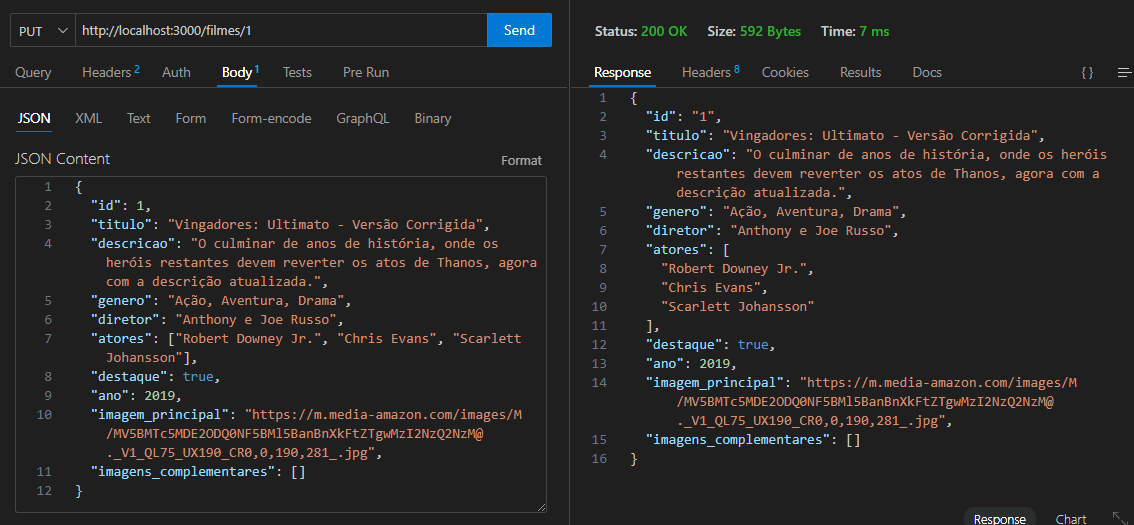 PUT http://localhost:3000/filmes/1 Send
Query Headers 2 Auth Body 1 Tests Pre Run
JSON XML Text Form Form-encode GraphQL Binary
JSON Content Format
1 {
2 "id": 1,
3 "titulo": "Vingadores: Ultimato - Versão Corrigida",
4 "descricao": "O culminar de anos de história, onde os
heróis restantes devem reverter os atos de Thanos, agora
com a descrição atualizada.",
5 "genero": "Ação, Aventura, Drama",
6 "diretor": "Anthony e Joe Russo",
7 "atores": ["Robert Downey Jr.", "Chris Evans", "Scarlett
Johansson"],
8 "destaque": true,
9 "ano": 2019,
10 "imagem_principal": "https://m.media-amazon.com/images/M
/MV5BMTc5MDE2ODQ0NF5BMl5BanBnXkFtZTgwMzI2NzQ2NzM@
._V1_QL75_UX190_CR0,0,190,281_.jpg",
11 "imagens_complementares": []
12 }
Status: 200 OK Size: 592 Bytes Time: 7 ms
Response Headers 8 Cookies Results Docs { }
1 {
2 "id": "1",
3 "titulo": "Vingadores: Ultimato - Versão Corrigida",
4 "descricao": "O culminar de anos de história, onde os heróis
restantes devem reverter os atos de Thanos, agora com a
descrição atualizada.",
5 "genero": "Ação, Aventura, Drama",
6 "diretor": "Anthony e Joe Russo",
7 "atores": [
8 "Robert Downey Jr.",
9 "Chris Evans",
10 "Scarlett Johansson"
11 ],
12 "destaque": true,
13 "ano": 2019,
14 "imagem_principal": "https://m.media-amazon.com/images/M
/MV5BMTc5MDE2ODQ0NF5BMl5BanBnXkFtZTgwMzI2NzQ2NzM@
._V1_QL75_UX190_CR0,0,190,281_.jpg",
15 "imagens_complementares": []
16 }
Response Chart